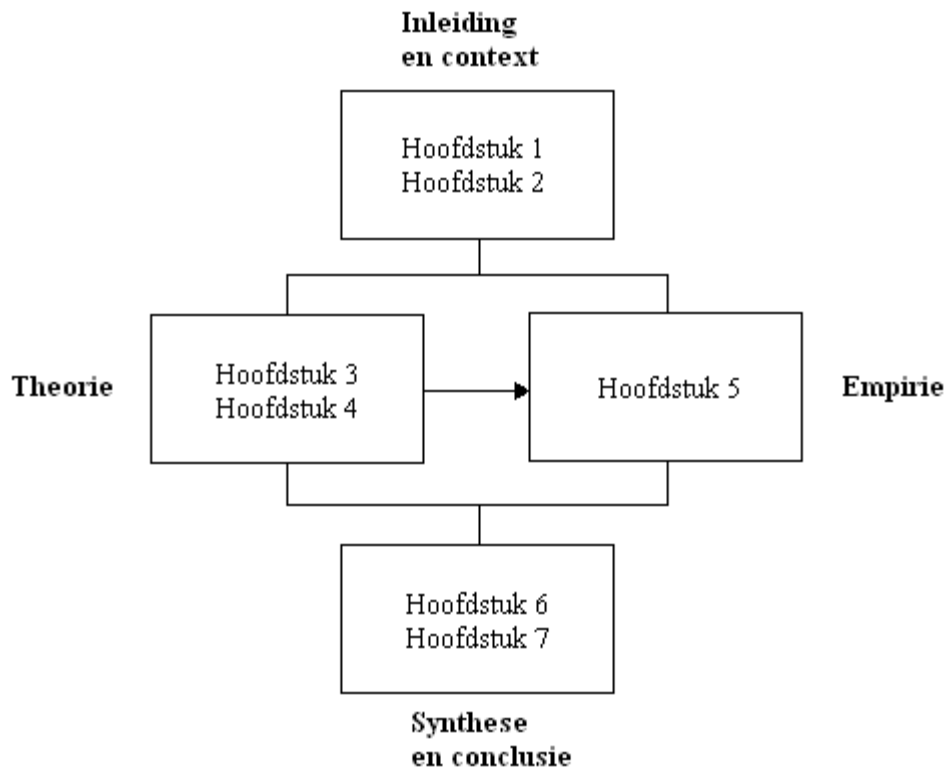 Inleiding
en context
Hoofdstuk 1
Hoofdstuk 2
Theorie
Hoofdstuk 3
Hoofdstuk 4
Hoofdstuk 5
Empirie
Hoofdstuk 6
Hoofdstuk 7
Synthese
en conclusie